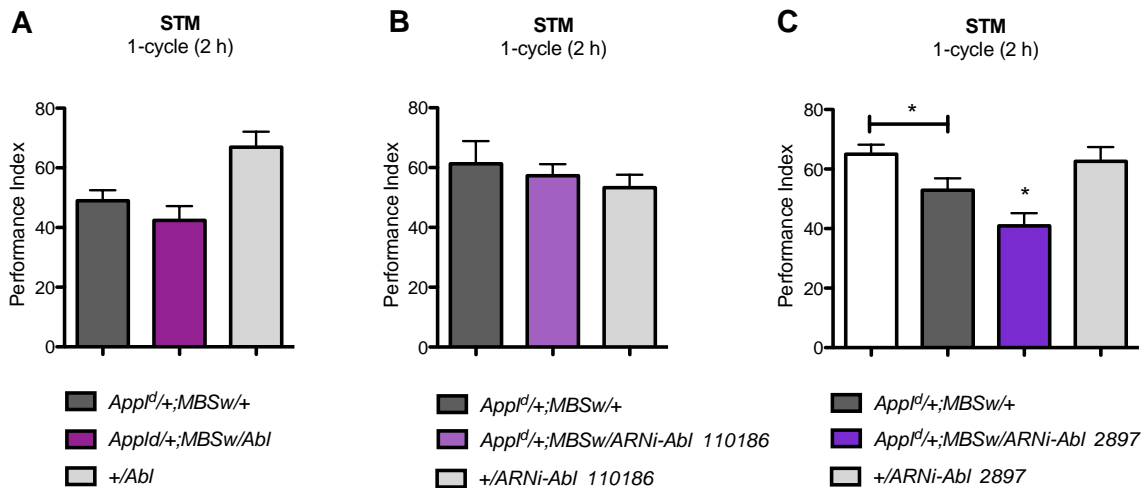 A
STM
1-cycle (2 h)
Performance Index
80
60
40
20
0
Appl^d/+;MBSw/+
Appld/+;MBSw/Abl
+/Abl
B
STM
1-cycle (2 h)
Performance Index
80
60
40
20
0
Appl^d/+;MBSw/+
Appl^d/+;MBSw/ARNi-Abl 110186
+/ARNi-Abl 110186
C
STM
1-cycle (2 h)
Performance Index
80
60
40
20
0
*
*
Appl^d/+;MBSw/+
Appl^d/+;MBSw/ARNi-Abl 2897
+/ARNi-Abl 2897